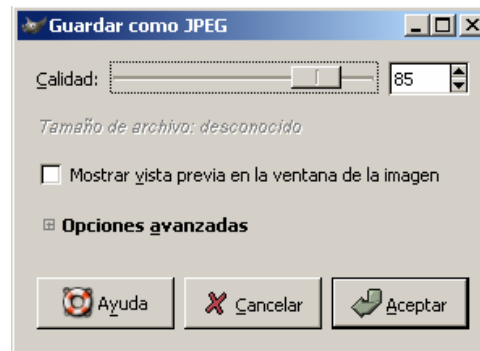 Guardar como JPEG
Calidad: 85
Tamaño de archivo: desconocido
Mostrar vista previa en la ventana de la imagen
Opciones avanzadas
Ayuda Cancelar Aceptar